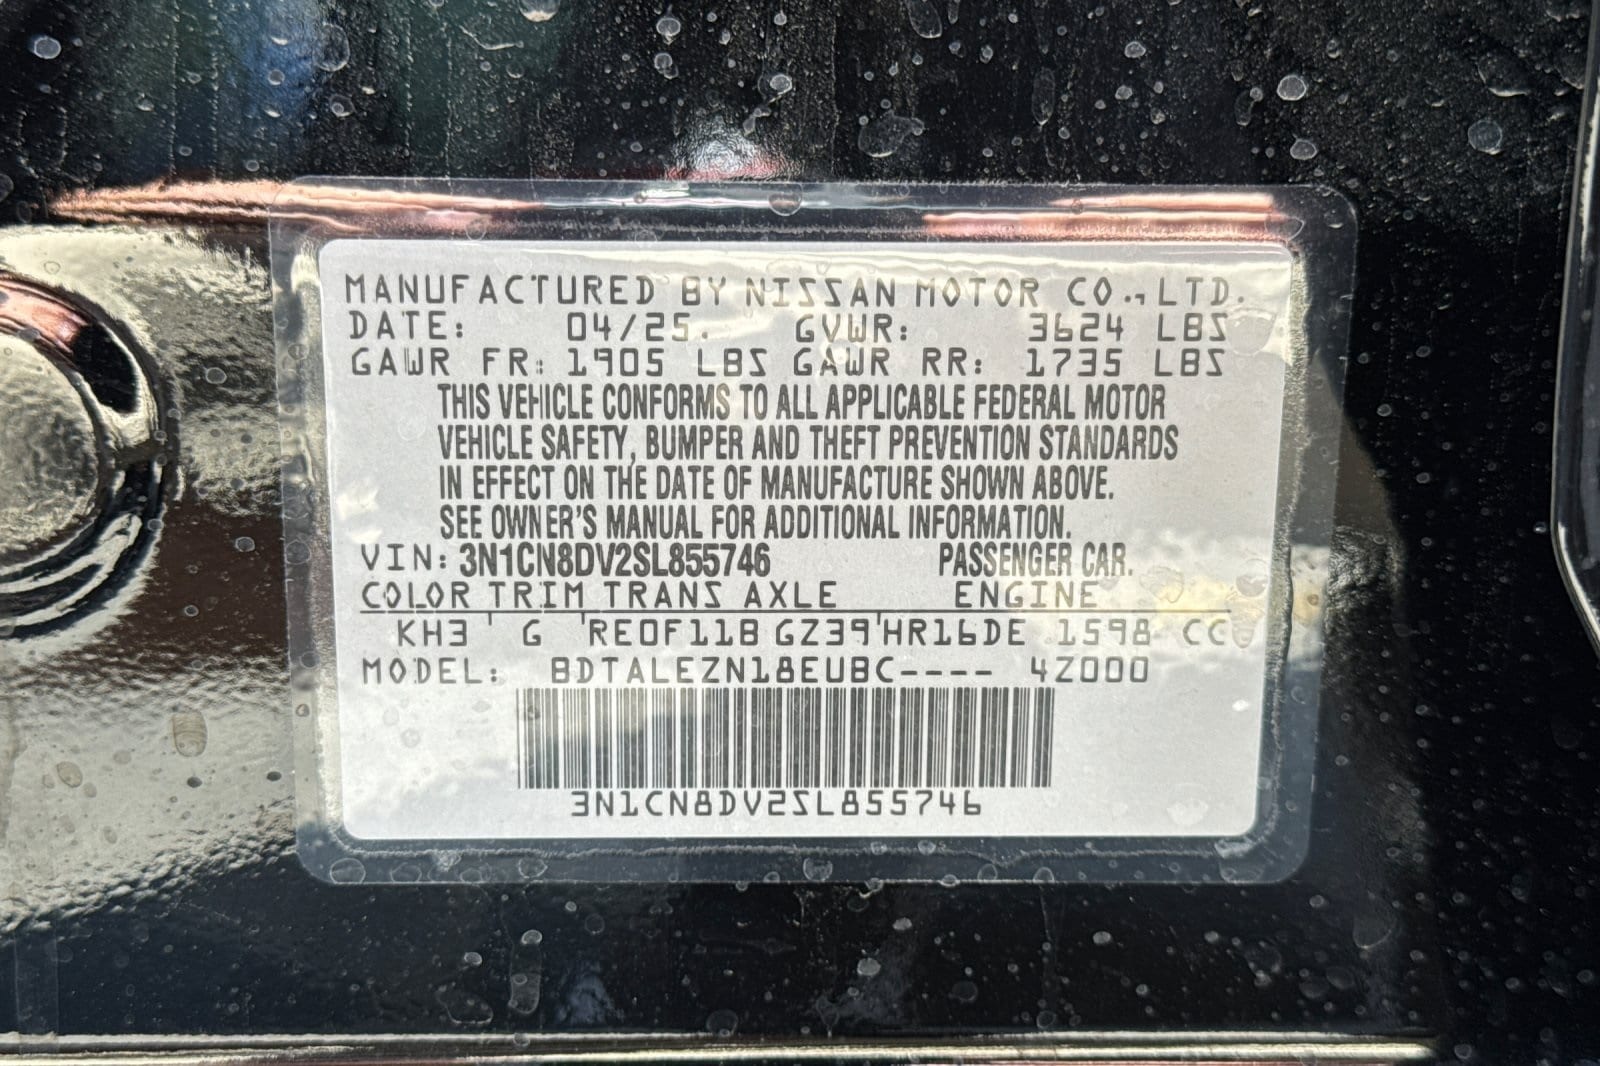 MANUFACTURED BY NISSAN MOTOR CO., LTD.
DATE: 04/25. GVWR: 3624 LBS
GAWR FR: 1905 LBS GAWR RR: 1735 LBS
THIS VEHICLE CONFORMS TO ALL APPLICABLE FEDERAL MOTOR
VEHICLE SAFETY, BUMPER AND THEFT PREVENTION STANDARDS
IN EFFECT ON THE DATE OF MANUFACTURE SHOWN ABOVE.
SEE OWNER'S MANUAL FOR ADDITIONAL INFORMATION.
VIN: 3N1CN8DV2SL855746 PASSENGER CAR.
COLOR TRIM TRANS AXLE ENGINE
KH3 ' G 'RE0F11B GZ39'HR16DE 1598 CC
MODEL: BDTALEZN18EUBC---- 4Z000
3N1CN8DV2SL855746